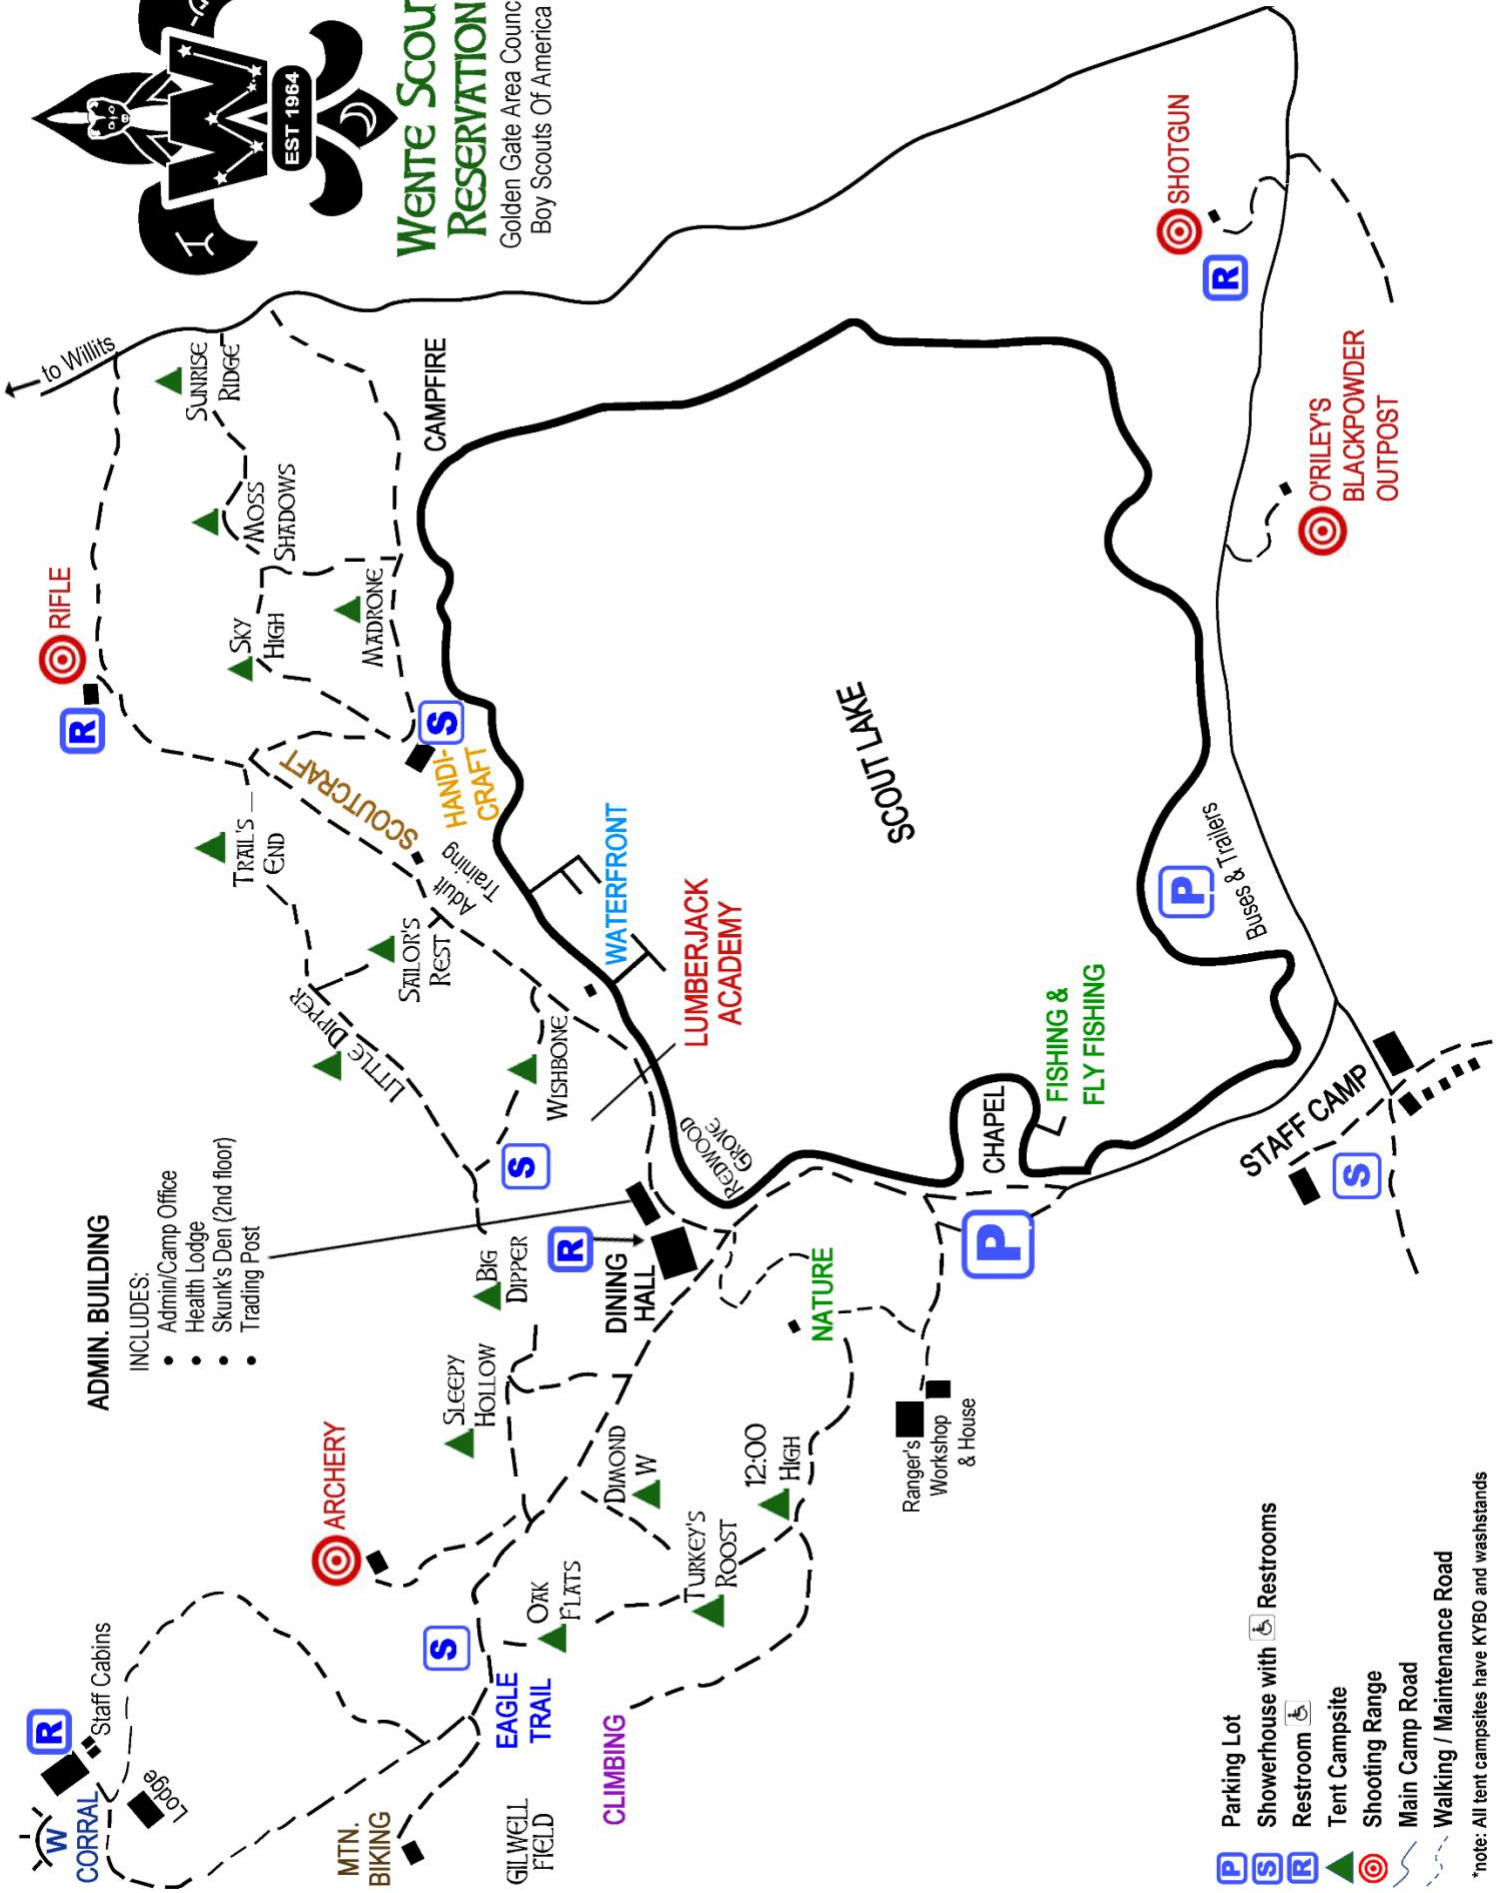 WENTE SCOU
RESERVATION
Golden Gate Area Counc
Boy Scouts Of America
W
EST 1964
ADMIN. BUILDING
INCLUDES:
• Admin/Camp Office
• Health Lodge
• Skunk's Den (2nd floor)
• Trading Post
W
CORRAL
R
Staff Cabins
Lodge
MTN.
BIKING
GILWELL
FIELD
EAGLE
TRAIL
S
CLIMBING
ARCHERY
OAK
FLATS
TURKEY'S
ROOST
DIMOND
W
12:00
HIGH
SLEEPY
HOLLOW
BIG
DIPPER
R
DINING
HALL
S
NATURE
Ranger's
Workshop
& House
P
REDWOOD
GROVE
CHAPEL
FISHING &
FLY FISHING
LITTLE DIPPER
WISHBONE
LUMBERJACK
ACADEMY
SAILOR'S
REST
Adult
Training
WATERFRONT
TRAIL'S
END
SCOUTCRAFT
HANDI-
CRAFT
S
R
RIFLE
SKY
HIGH
MADRONE
MOSS
SHADOWS
SUNRISE
RIDGE
to Willits
CAMPFIRE
SCOUT LAKE
P
Buses & Trailers
STAFF CAMP
S
O'RILEY'S
BLACKPOWDER
OUTPOST
R
SHOTGUN
P Parking Lot
S Showerhouse with Restrooms
R Restroom
Tent Campsite
Shooting Range
Main Camp Road
Walking / Maintenance Road
*note: All tent campsites have KYBO and washstands